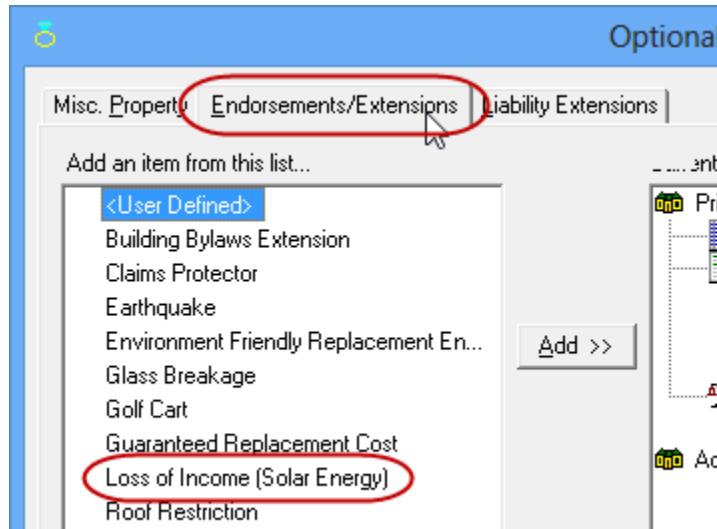 Optional
Misc. Property
Endorsements/Extensions
Liability Extensions
Add an item from this list...
<User Defined>
Building Bylaws Extension
Claims Protector
Earthquake
Environment Friendly Replacement En...
Glass Breakage
Golf Cart
Guaranteed Replacement Cost
Loss of Income (Solar Energy)
Roof Restriction
Add >>